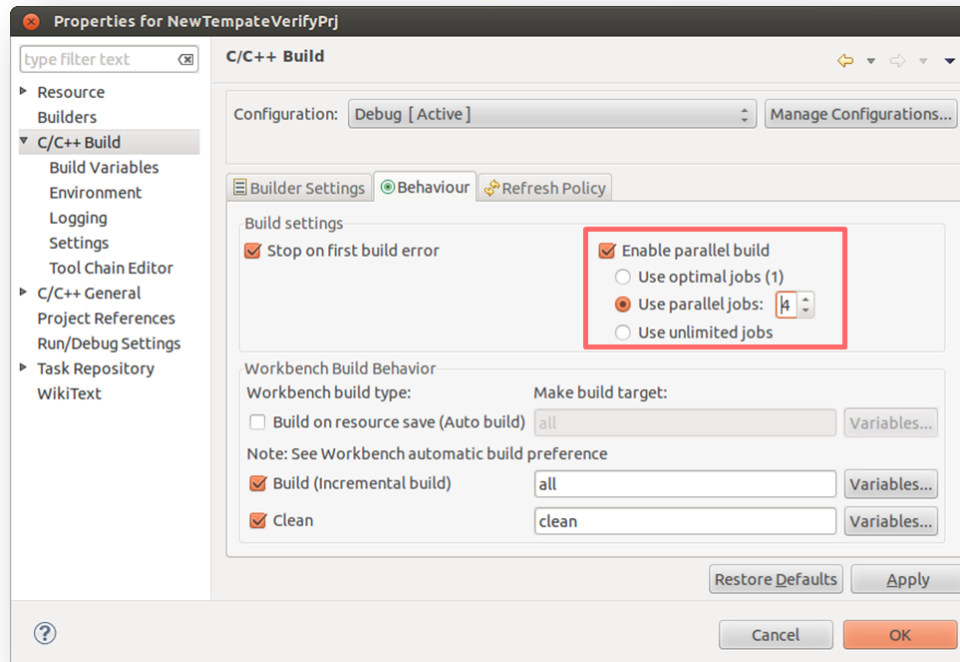 Properties for NewTempateVerifyPrj
type filter text
C/C++ Build
Resource
Builders
C/C++ Build
Build Variables
Environment
Logging
Settings
Tool Chain Editor
C/C++ General
Project References
Run/Debug Settings
Task Repository
WikiText
Configuration: Debug [ Active ] Manage Configurations...
Builder Settings Behaviour Refresh Policy
Build settings
Stop on first build error Enable parallel build
Use optimal jobs (1)
Use parallel jobs: 4
Use unlimited jobs
Workbench Build Behavior
Workbench build type: Make build target:
Build on resource save (Auto build) all Variables...
Note: See Workbench automatic build preference
Build (Incremental build) all Variables...
Clean clean Variables...
Restore Defaults Apply
? Cancel OK